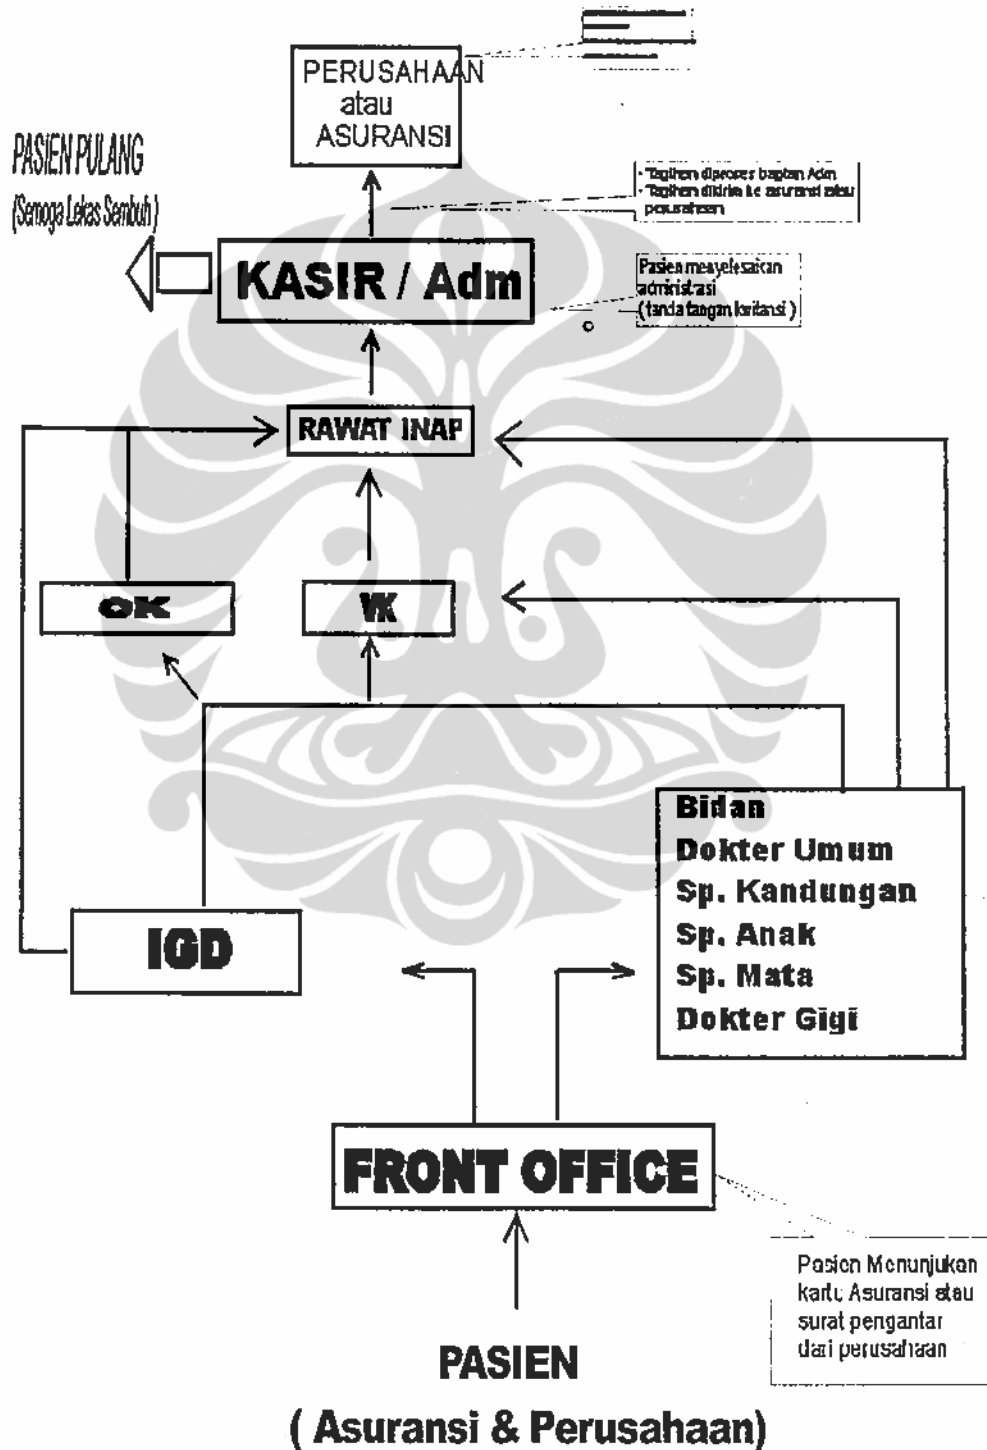 PERUSAHAAN
atau
ASURANSI
PASIEN PULANG
(Semoga Lekas Sembuh)
- Tagihan diproses bagian Adm
- Tagihan dikirim ke asuransi atau
perusahaan
KASIR / Adm
Pasien menyelesaikan
administrasi
(tanda tangan kwitansi)
RAWAT INAP
OK
VK
Bidan
Dokter Umum
Sp. Kandungan
Sp. Anak
Sp. Mata
Dokter Gigi
IGD
FRONT OFFICE
Pasien Menunjukan
kartu Asuransi atau
surat pengantar
dari perusahaan
PASIEN
( Asuransi & Perusahaan)